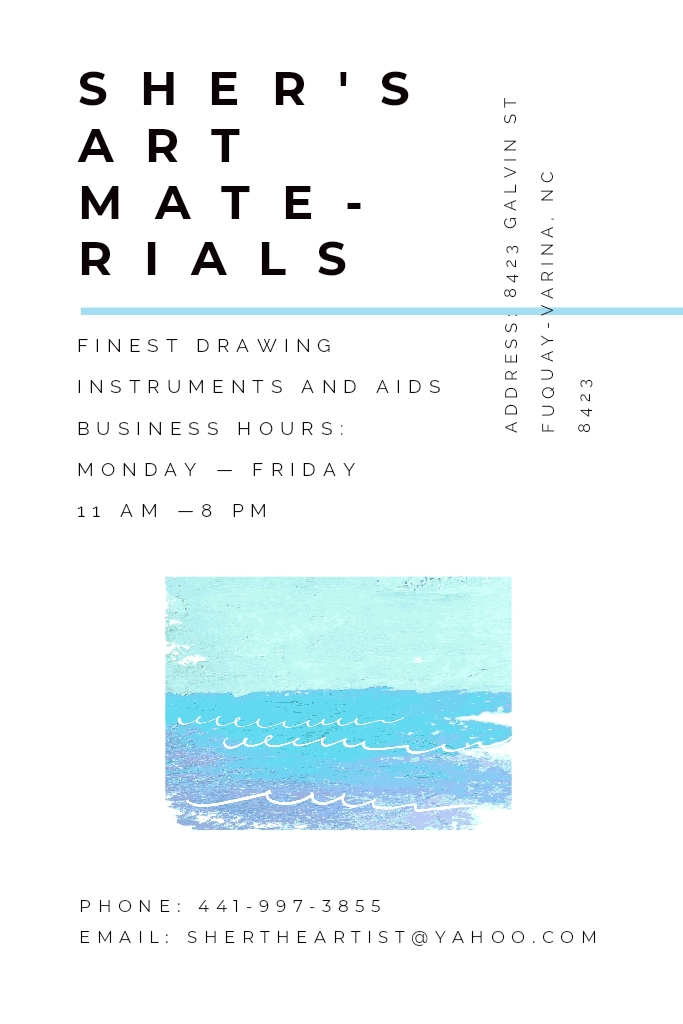 SHER'S
ART
MATE-
RIALS
ADDRESS: 8423 GALVIN ST
FUQUAY-VARINA, NC
8423
FINEST DRAWING
INSTRUMENTS AND AIDS
BUSINESS HOURS:
MONDAY — FRIDAY
11 AM —8 PM
PHONE: 441-997-3855
EMAIL: SHERTHEARTIST@YAHOO.COM